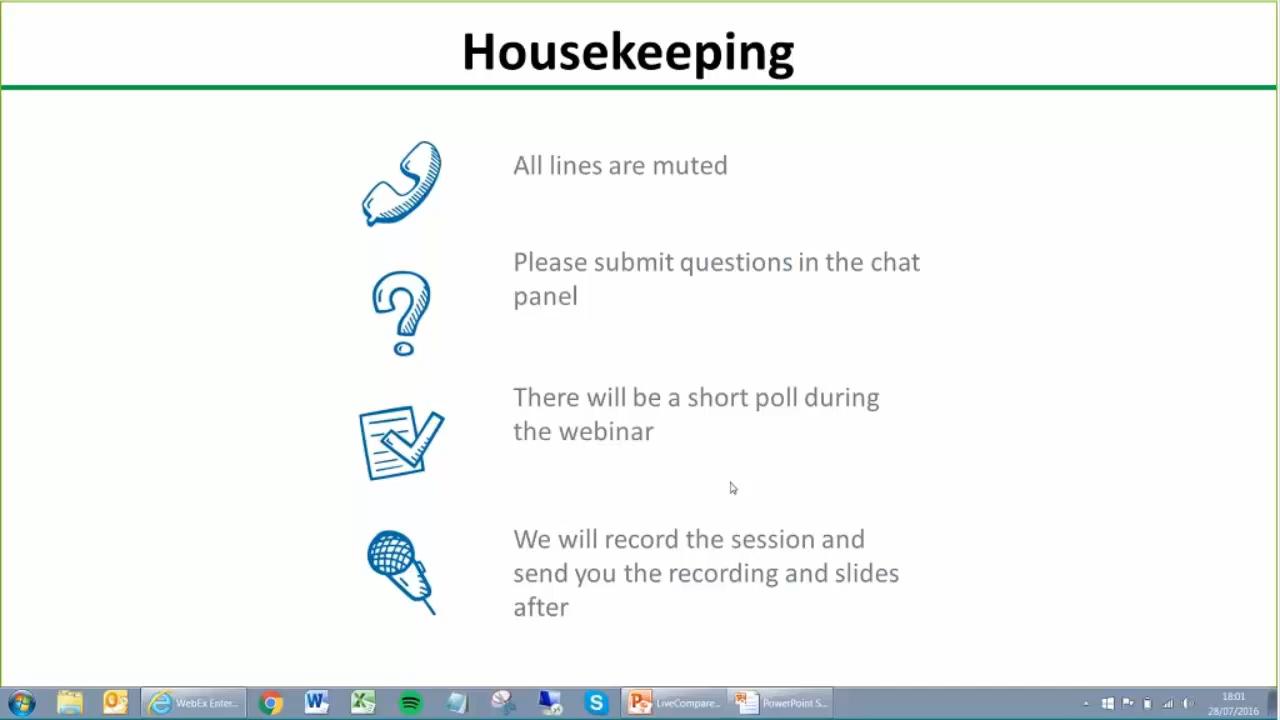 Housekeeping
All lines are muted
Please submit questions in the chat
panel
There will be a short poll during
the webinar
We will record the session and
send you the recording and slides
after
WebEx Enter...
LiveCompare...
PowerPoint S...
18:01
28/07/2016